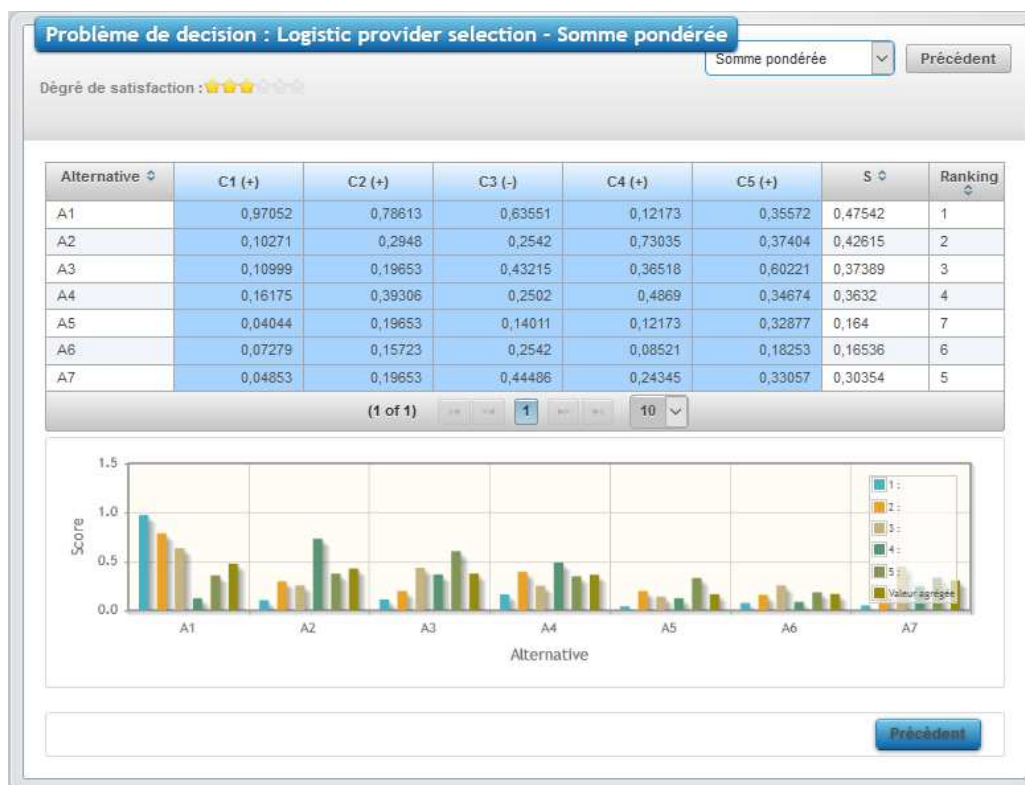 Problème de decision : Logistic provider selection - Somme pondérée
Somme pondérée Précédent
Dègré de satisfaction :
Alternative C1 (+) C2 (+) C3 (-) C4 (+) C5 (+) S Ranking
A1 0,97052 0,78613 0,63551 0,12173 0,35572 0,47542 1
A2 0,10271 0,2948 0,2542 0,73035 0,37404 0,42615 2
A3 0,10999 0,19653 0,43215 0,36518 0,60221 0,37389 3
A4 0,16175 0,39306 0,2502 0,4869 0,34674 0,3632 4
A5 0,04044 0,19653 0,14011 0,12173 0,32877 0,164 7
A6 0,07279 0,15723 0,2542 0,08521 0,18253 0,16536 6
A7 0,04853 0,19653 0,44486 0,24345 0,33057 0,30354 5
(1 of 1) 1 10
1.5
1.0
0.5
0.0
Score
1 :
2 :
3 :
4 :
5 :
Valeur agrégée
A1 A2 A3 A4 A5 A6 A7
Alternative
Précédent